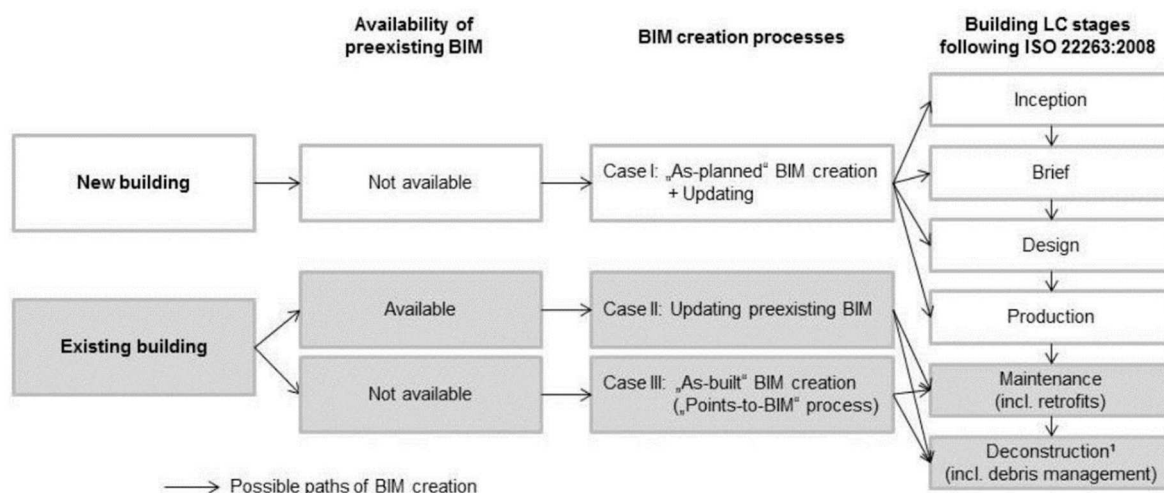 Availability of
preexisting BIM
BIM creation processes
Building LC stages
following ISO 22263:2008
New building
Not available
Case I: „As-planned“ BIM creation
+ Updating
Inception
Brief
Design
Production
Existing building
Available
Case II: Updating preexisting BIM
Not available
Case III: „As-built“ BIM creation
(„Points-to-BIM“ process)
Maintenance
(incl. retrofits)
Deconstruction¹
(incl. debris management)
Possible paths of BIM creation